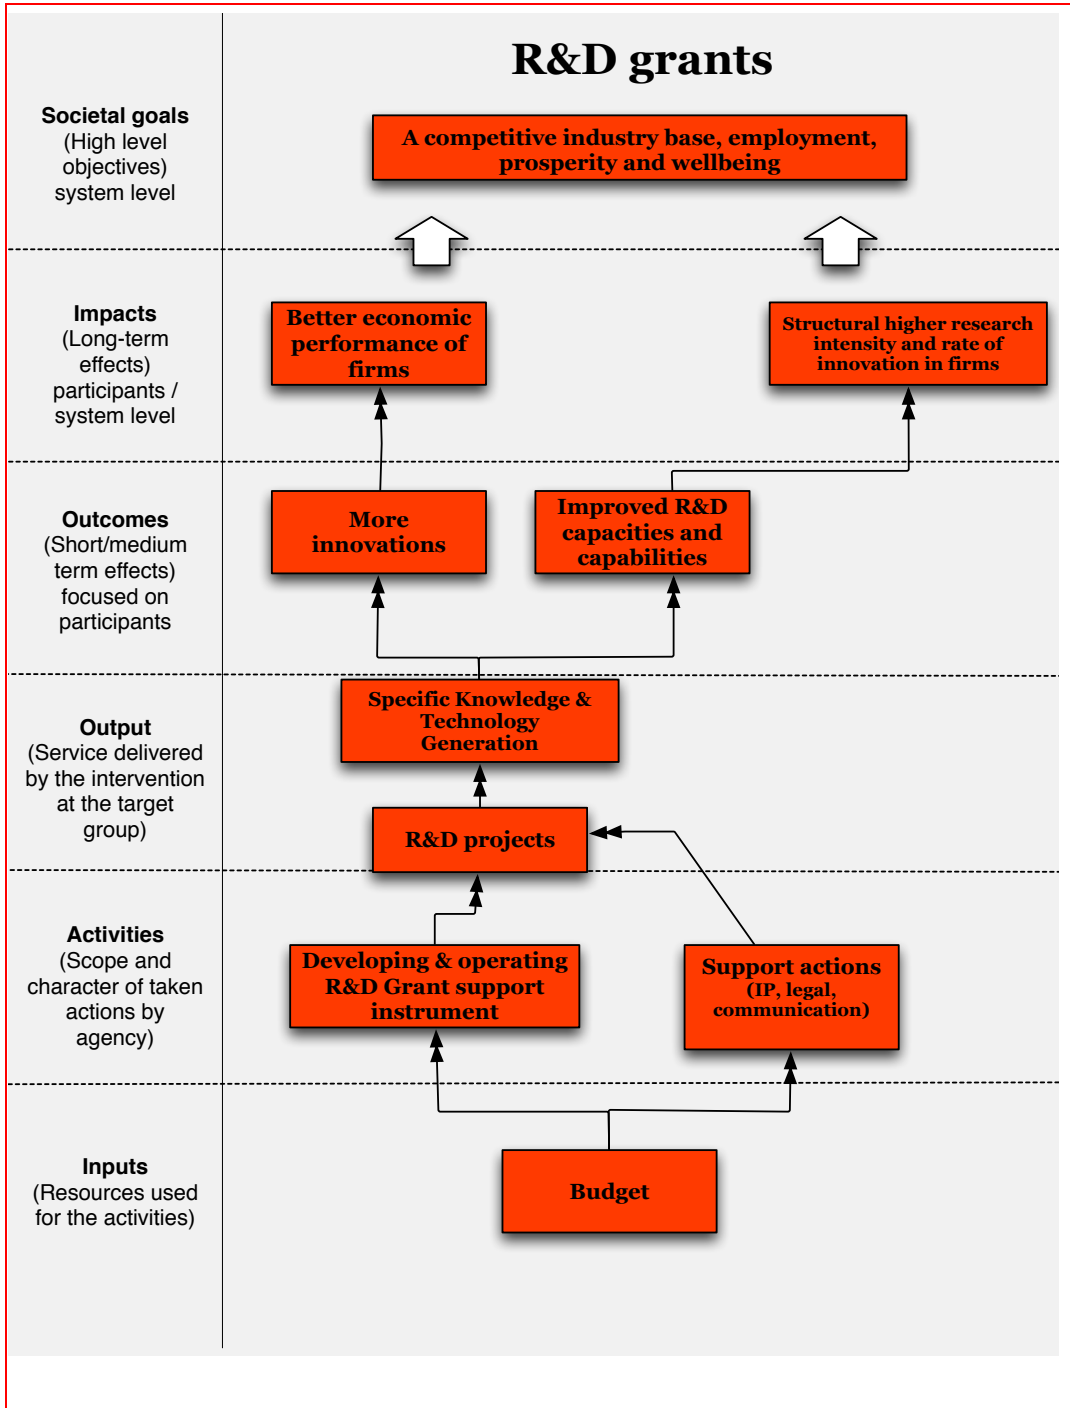 R&D grants
Societal goals
(High level
objectives)
system level
A competitive industry base, employment,
prosperity and wellbeing
Impacts
(Long-term
effects)
participants /
system level
Better economic
performance of
firms
Structural higher research
intensity and rate of
innovation in firms
Outcomes
(Short/medium
term effects)
focused on
participants
More
innovations
Improved R&D
capacities and
capabilities
Output
(Service delivered
by the intervention
at the target
group)
Specific Knowledge &
Technology
Generation
R&D projects
Activities
(Scope and
character of taken
actions by
agency)
Developing & operating
R&D Grant support
instrument
Support actions
(IP, legal,
communication)
Inputs
(Resources used
for the activities)
Budget